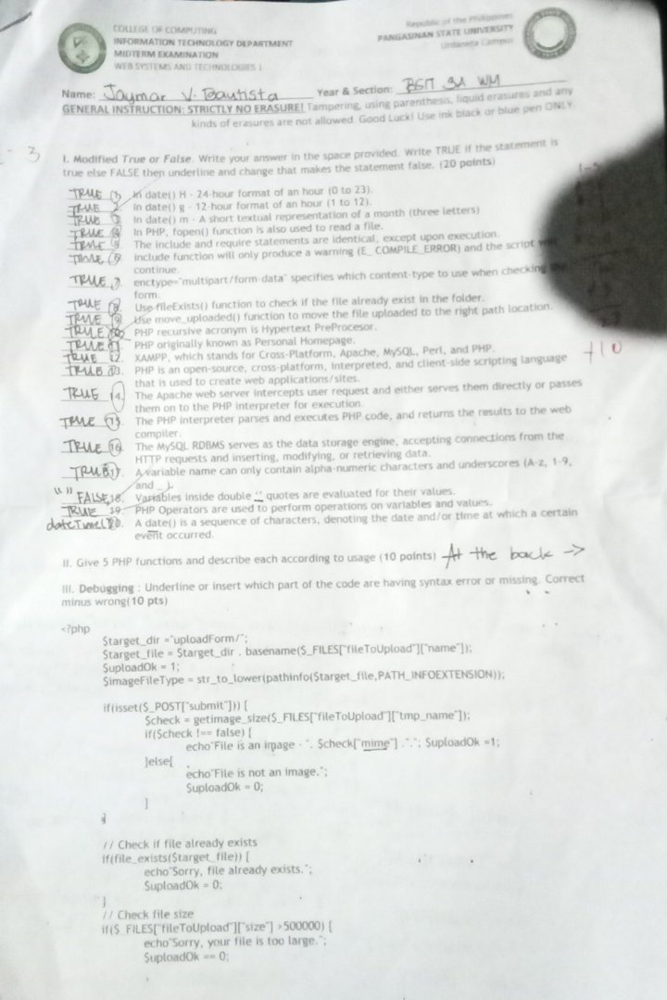 COLLEGE OF COMPUTING
INFORMATION TECHNOLOGY DEPARTMENT
MIDTERM EXAMINATION
WEB SYSTEMS AND TECHNOLOGIES 1
Republic of the Philippines
PANGASINAN STATE UNIVERSITY
Urdaneta Campus
Name: Jaymar V. Bautista Year & Section: BSIT 3A WM
GENERAL INSTRUCTION: STRICTLY NO ERASURE! Tampering, using parenthesis, liquid erasures and any
kinds of erasures are not allowed. Good Luck! Use ink black or blue pen ONLY.
- 3
I. Modified True or False. Write your answer in the space provided. Write TRUE if the statement is
true else FALSE then underline and change that makes the statement false. (20 points)
TRUE 1. In date() H - 24-hour format of an hour (0 to 23).
TRUE 2. In date() g - 12-hour format of an hour (1 to 12).
TRUE 3. In date() m - A short textual representation of a month (three letters)
TRUE 4. In PHP, fopen() function is also used to read a file.
TRUE 5. The include and require statements are identical, except upon execution.
TRUE 6. Include function will only produce a warning (E_COMPILE_ERROR) and the script
continue.
TRUE 7. enctype="multipart/form-data" specifies which content-type to use when checking
form.
TRUE 8. Use fileExists() function to check if the file already exist in the folder.
TRUE 9. Use move_uploaded() function to move the file uploaded to the right path location.
TRUE 10. PHP recursive acronym is Hypertext PreProcesor.
TRUE 11. PHP originally known as Personal Homepage.
TRUE 12. XAMPP, which stands for Cross-Platform, Apache, MySQL, Perl, and PHP.
TRUE 13. PHP is an open-source, cross-platform, interpreted, and client-side scripting language
that is used to create web applications/sites.
+10
TRUE 14. The Apache web server intercepts user request and either serves them directly or passes
them on to the PHP interpreter for execution.
TRUE 15. The PHP interpreter parses and executes PHP code, and returns the results to the web
compiler.
TRUE 16. The MySQL RDBMS serves as the data storage engine, accepting connections from the
HTTP requests and inserting, modifying, or retrieving data.
TRUE 17. A variable name can only contain alpha-numeric characters and underscores (A-z, 1-9,
and _).
" " FALSE 18. Variables inside double '' quotes are evaluated for their values.
TRUE 19. PHP Operators are used to perform operations on variables and values.
dateTime() 20. A date() is a sequence of characters, denoting the date and/or time at which a certain
event occurred.
II. Give 5 PHP functions and describe each according to usage (10 points) At the back ->
III. Debugging : Underline or insert which part of the code are having syntax error or missing. Correct
minus wrong(10 pts)
<?php
$target_dir ="uploadForm/";
$target_file = $target_dir . basename($_FILES["fileToUpload"]["name"]);
$uploadOk = 1;
$imageFileType = str_to_lower(pathinfo($target_file,PATH_INFOEXTENSION));
if(isset($_POST["submit"])) {
$check = getimage_size($_FILES["fileToUpload"]["tmp_name"]);
if($check !== false) {
echo"File is an image - ". $check["mime"] ."."; $uploadOk =1;
}else{
echo"File is not an image.";
$uploadOk = 0;
}
}
// Check if file already exists
if(file_exists($target_file)) {
echo"Sorry, file already exists.";
$uploadOk = 0;
}
// Check file size
if($_FILES["fileToUpload"]["size"] >500000) {
echo"Sorry, your file is too large.";
$uploadOk == 0;